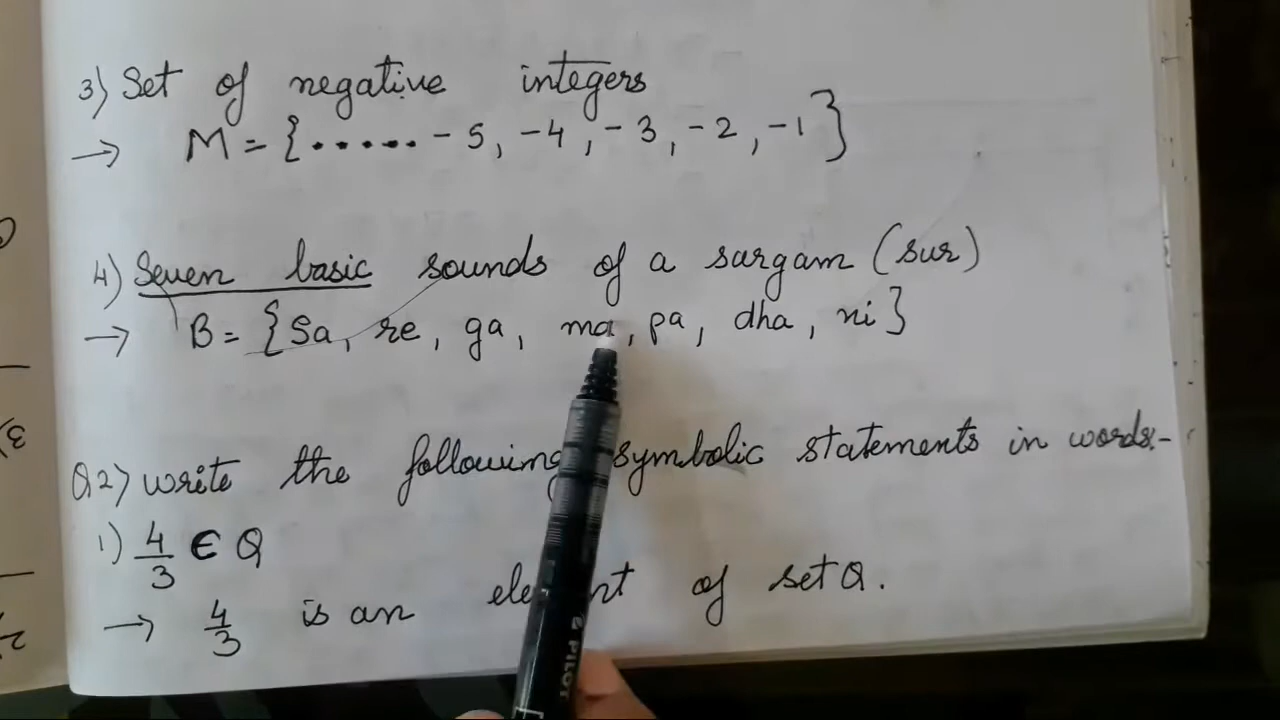 3) Set of negative integers
→ M = {..... -5, -4, -3, -2, -1}
4) Seven basic sounds of a sargam (sur)
→ B = {Sa, re, ga, ma, pa, dha, ni}
Q2) write the following symbolic statements in words:-
1) 4/3 ∈ Q
→ 4/3 is an element of set Q.
PILOT